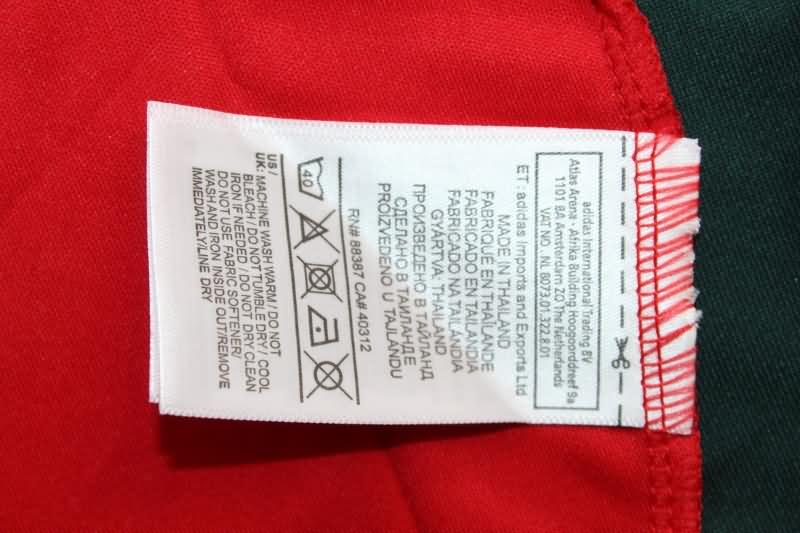 adidas International Trading BV
Atlas Arena - Afrika Building Hoogoorddreef 9a
1101 BA Amsterdam ZO The Netherlands
VAT NO. NL 8073.01.322.B.01
ET : adidas Imports and Exports Ltd
MADE IN THAILAND
FABRIQUE EN THAILANDE
FABRICADO EN TAILANDIA
FABRICADO NA TAILANDIA
GYARTVA: THAILAND
ПРОИЗВЕДЕНО В ТАЙЛАНД
СДЕЛАНО В ТАИЛАНДЕ
PROIZVEDENO U TAJLANDU
RN# 88387 CA# 40312
40
US /
UK: MACHINE WASH WARM / DO NOT
BLEACH / DO NOT TUMBLE DRY / COOL
IRON IF NEEDED / DO NOT DRY CLEAN
DO NOT USE FABRIC SOFTENER/
WASH AND IRON INSIDE OUT/REMOVE
IMMEDIATELY/LINE DRY